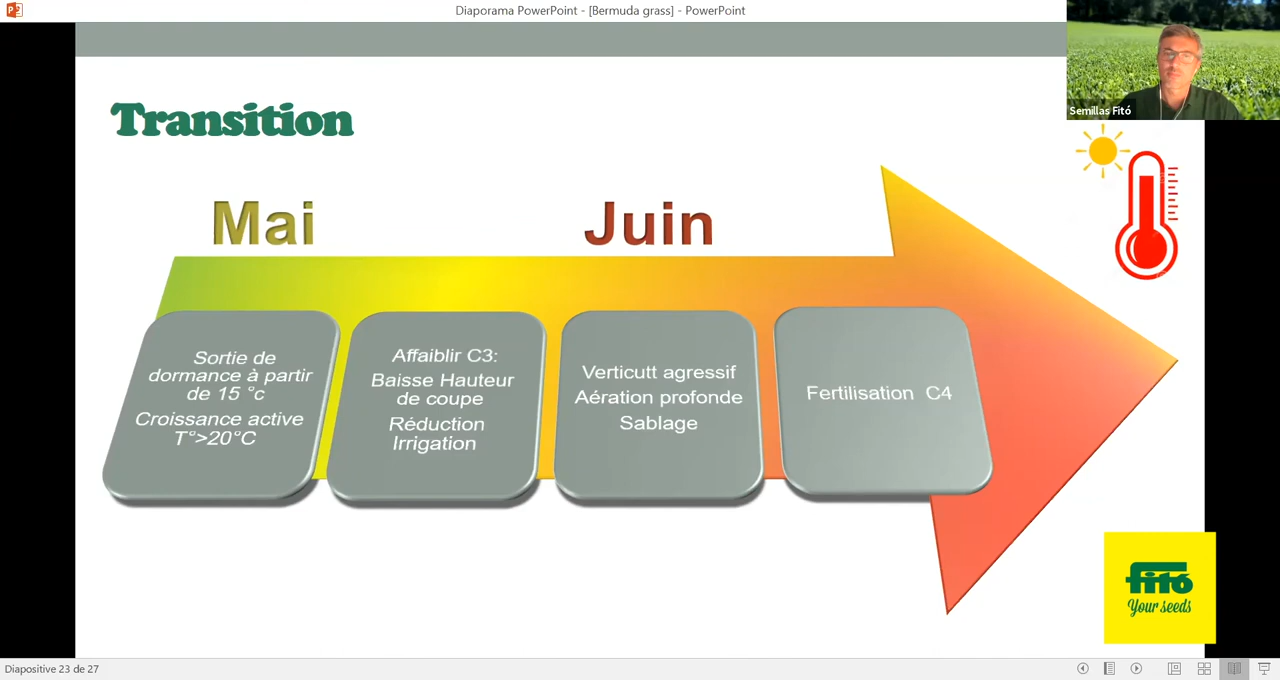 Diaporama PowerPoint - [Bermuda grass] - PowerPoint
Semillas Fitó
Transition
Mai
Juin
Sortie de
dormance à partir
de 15 °c
Croissance active
T°>20°C
Affaiblir C3:
Baisse Hauteur
de coupe
Réduction
Irrigation
Verticutt agressif
Aération profonde
Sablage
Fertilisation C4
fitó
Your seeds
Diapositive 23 de 27